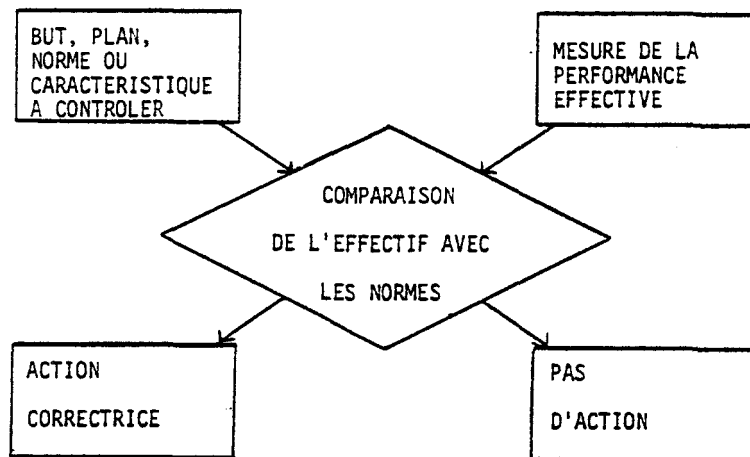 BUT, PLAN,
NORME OU
CARACTERISTIQUE
A CONTROLER
MESURE DE LA
PERFORMANCE
EFFECTIVE
COMPARAISON
DE L'EFFECTIF AVEC
LES NORMES
ACTION
CORRECTRICE
PAS
D'ACTION